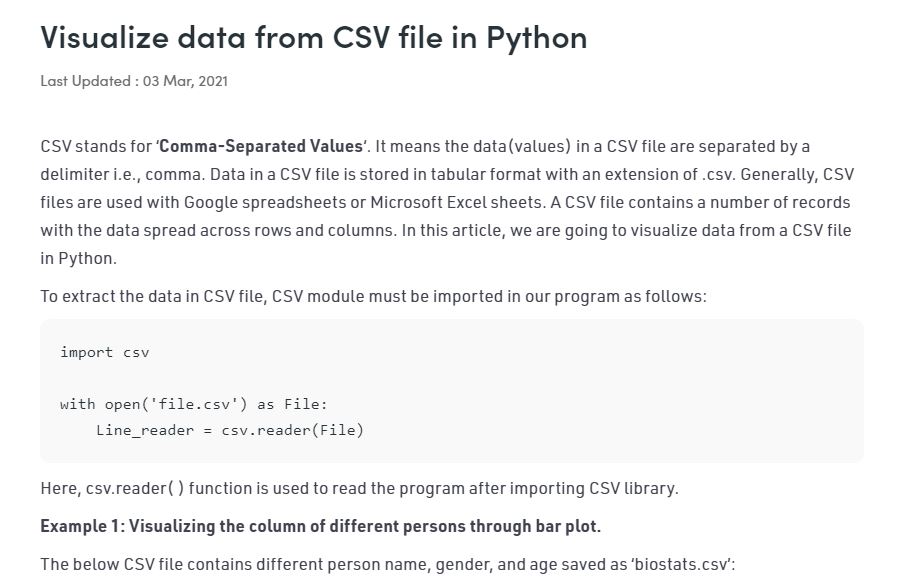 Visualize data from CSV file in Python
Last Updated : 03 Mar, 2021
CSV stands for ‘Comma-Separated Values‘. It means the data(values) in a CSV file are separated by a
delimiter i.e., comma. Data in a CSV file is stored in tabular format with an extension of .csv. Generally, CSV
files are used with Google spreadsheets or Microsoft Excel sheets. A CSV file contains a number of records
with the data spread across rows and columns. In this article, we are going to visualize data from a CSV file
in Python.
To extract the data in CSV file, CSV module must be imported in our program as follows:
import csv
with open('file.csv') as File:
    Line_reader = csv.reader(File)
Here, csv.reader( ) function is used to read the program after importing CSV library.
Example 1: Visualizing the column of different persons through bar plot.
The below CSV file contains different person name, gender, and age saved as ‘biostats.csv’: